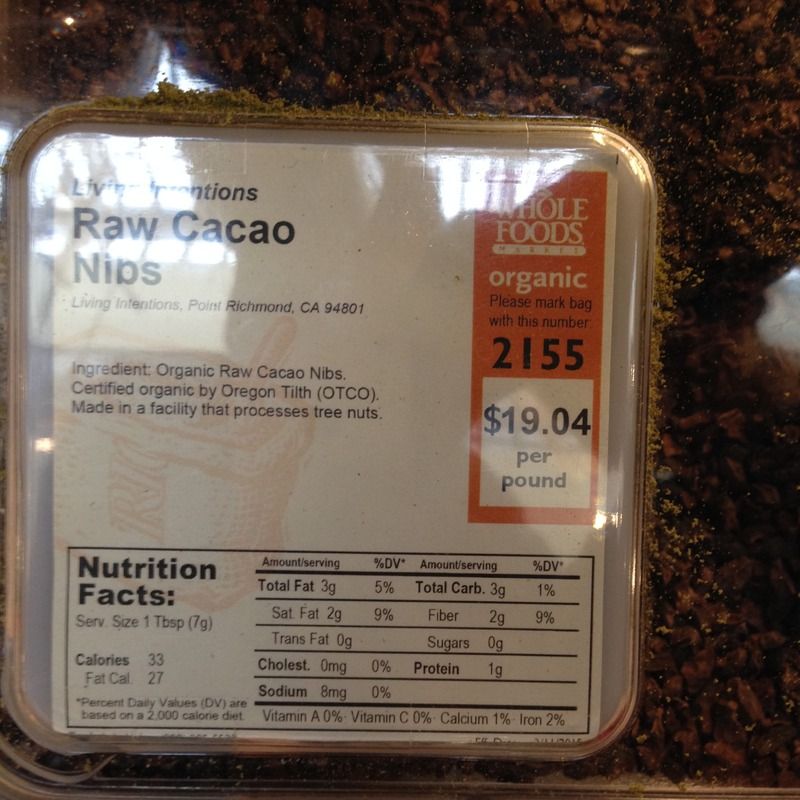 Living Intentions
Raw Cacao
Nibs
Living Intentions, Point Richmond, CA 94801
Ingredient: Organic Raw Cacao Nibs.
Certified organic by Oregon Tilth (OTCO).
Made in a facility that processes tree nuts.
WHOLE
FOODS
MARKET
organic
Please mark bag
with this number
2155
$19.04
per
pound
Nutrition
Facts:
Serv. Size 1 Tbsp (7g)
Calories 33
Fat Cal. 27
*Percent Daily Values (DV) are
based on a 2,000 calorie diet.
Amount/serving %DV* Amount/serving %DV*
Total Fat 3g 5% Total Carb. 3g 1%
Sat. Fat 2g 9% Fiber 2g 9%
Trans Fat 0g Sugars 0g
Cholest. 0mg 0% Protein 1g
Sodium 8mg 0%
Vitamin A 0% · Vitamin C 0% · Calcium 1% · Iron 2%